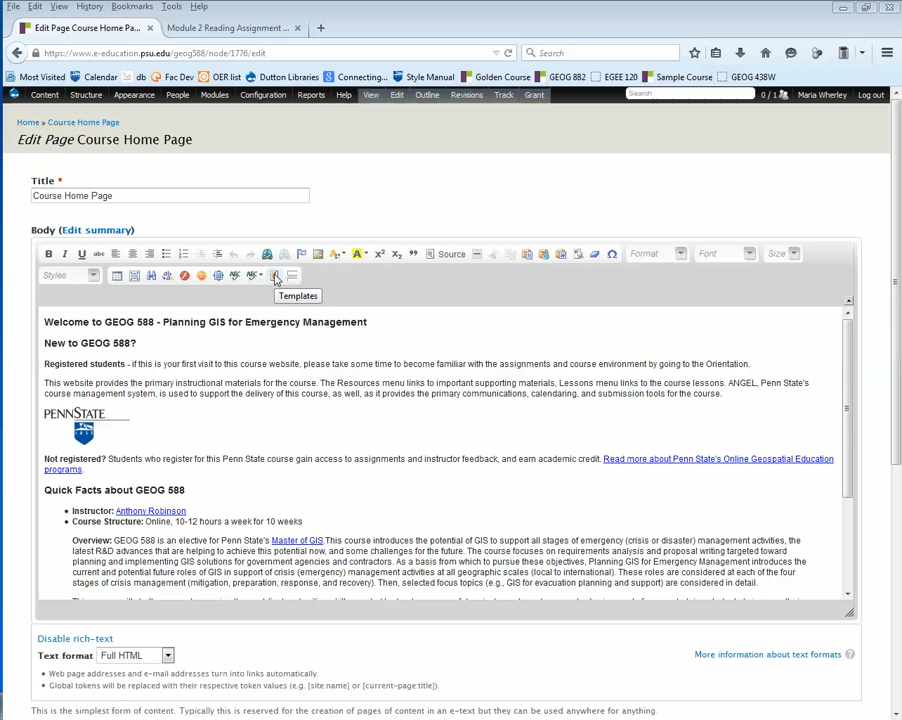 File Edit View History Bookmarks Tools Help
Edit Page Course Home Pa... × Module 2 Reading Assignment ... × +
https://www.e-education.psu.edu/geog588/node/1776/edit Search
Most Visited Calendar db Fac Dev OER list Dutton Libraries Connecting... Style Manual Golden Course GEOG 882 EGEE 120 Sample Course GEOG 438W
Content Structure Appearance People Modules Configuration Reports Help View Edit Outline Revisions Track Grant Search 0 / 1 Maria Wherley Log out
Home » Course Home Page
Edit Page Course Home Page
Title *
Course Home Page
Body (Edit summary)
B I U abc Source Format Font Size
Styles
Templates
Welcome to GEOG 588 - Planning GIS for Emergency Management
New to GEOG 588?
Registered students - if this is your first visit to this course website, please take some time to become familiar with the assignments and course environment by going to the Orientation.
This website provides the primary instructional materials for the course. The Resources menu links to important supporting materials, Lessons menu links to the course lessons. ANGEL, Penn State's
course management system, is used to support the delivery of this course, as well, as it provides the primary communications, calendaring, and submission tools for the course.
PENNSTATE
Not registered? Students who register for this Penn State course gain access to assignments and instructor feedback, and earn academic credit. Read more about Penn State's Online Geospatial Education
programs.
Quick Facts about GEOG 588
• Instructor: Anthony Robinson
• Course Structure: Online, 10-12 hours a week for 10 weeks
Overview: GEOG 588 is an elective for Penn State's Master of GIS.This course introduces the potential of GIS to support all stages of emergency (crisis or disaster) management activities, the
latest R&D advances that are helping to achieve this potential now, and some challenges for the future. The course focuses on requirements analysis and proposal writing targeted toward
planning and implementing GIS solutions for government agencies and contractors. As a basis from which to pursue these objectives, Planning GIS for Emergency Management introduces the
current and potential future roles of GIS in support of crisis (emergency) management activities at all geographic scales (local to international). These roles are considered at each of the four
stages of crisis management (mitigation, preparation, response, and recovery). Then, selected focus topics (e.g., GIS for evacuation planning and support) are considered in detail.
Disable rich-text
Text format Full HTML More information about text formats
• Web page addresses and e-mail addresses turn into links automatically.
• Global tokens will be replaced with their respective token values (e.g. [site:name] or [current-page:title]).
This is the simplest form of content. Typically this is reserved for the creation of pages of content in an e-text but they can be used anywhere for anything.